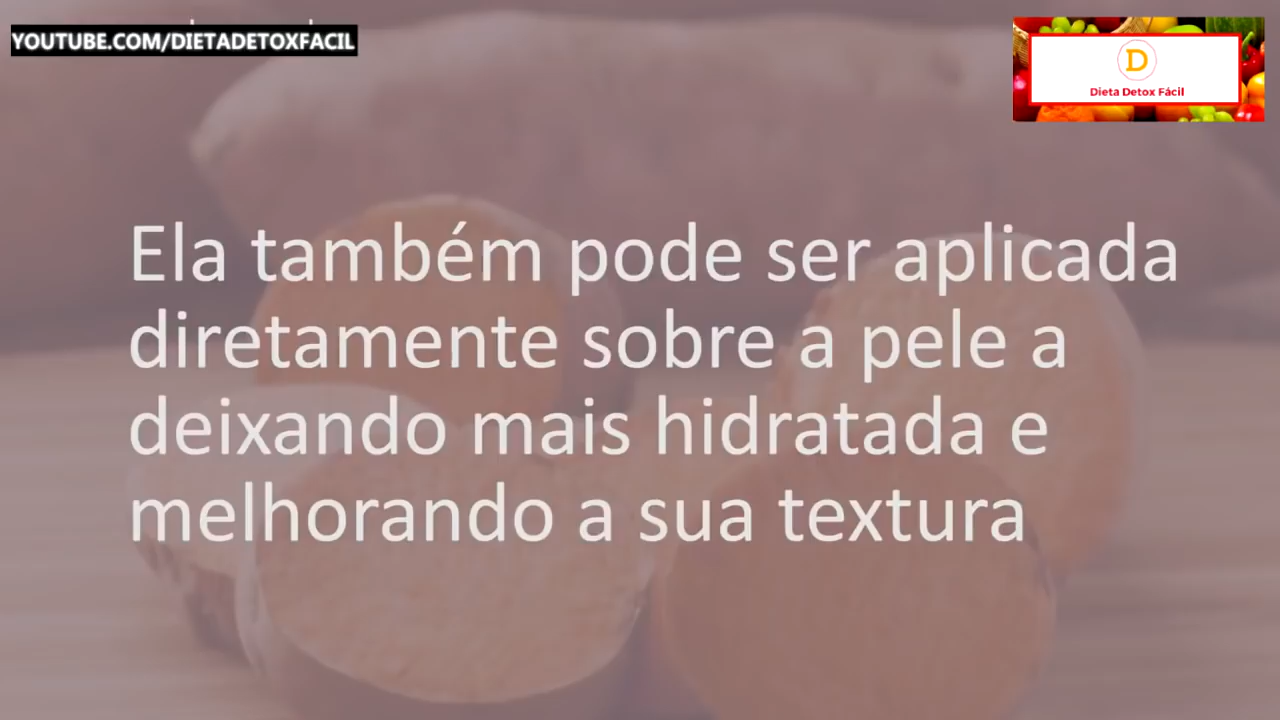 YOUTUBE.COM/DIETADETOXFACIL
D
Dieta Detox Fácil
Ela também pode ser aplicada
diretamente sobre a pele a
deixando mais hidratada e
melhorando a sua textura